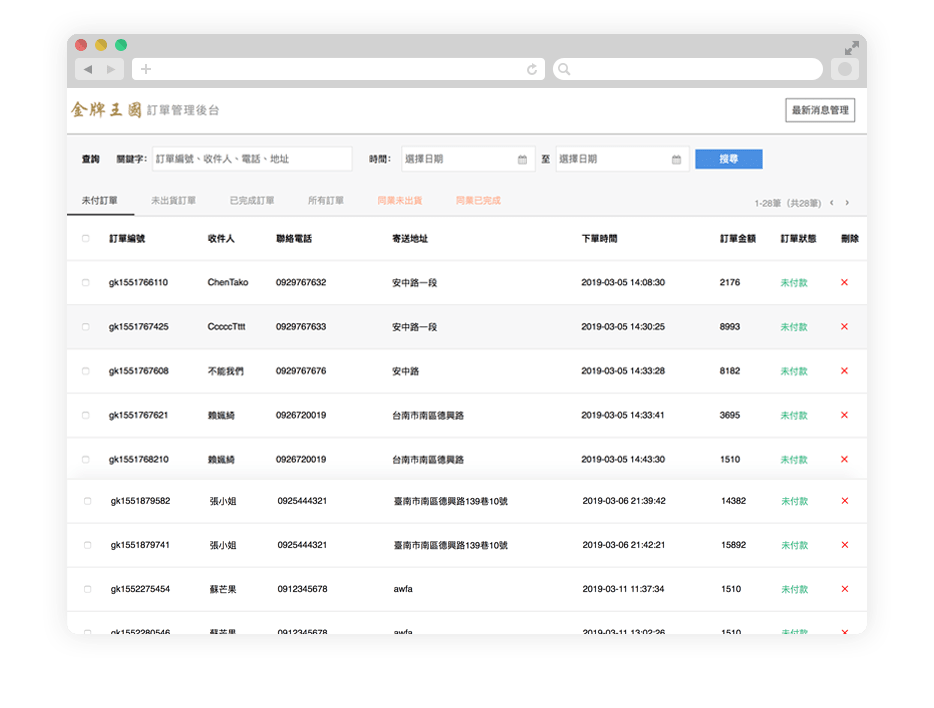 金牌王國 訂單管理後台 最新消息管理
查詢 關鍵字: 訂單編號、收件人、電話、地址 時間: 選擇日期 至 選擇日期 搜尋
未付訂單 未出貨訂單 已完成訂單 所有訂單 同業未出貨 同業已完成 1-28筆 (共28筆) ‹ ›
訂單編號 收件人 聯絡電話 寄送地址 下單時間 訂單金額 訂單狀態 刪除
gk1551766110 ChenTako 0929767632 安中路一段 2019-03-05 14:08:30 2176 未付款 ×
gk1551767425 CccccTttt 0929767633 安中路一段 2019-03-05 14:30:25 8993 未付款 ×
gk1551767608 不能我們 0929767676 安中路 2019-03-05 14:33:28 8182 未付款 ×
gk1551767621 0926720019 台南市南區德興路 2019-03-05 14:33:41 3695 未付款 ×
gk1551768210 0926720019 台南市南區德興路 2019-03-05 14:43:30 1510 未付款 ×
gk1551879582 張小姐 0925444321 臺南市南區德興路139巷10號 2019-03-06 21:39:42 14382 未付款 ×
gk1551879741 張小姐 0925444321 臺南市南區德興路139巷10號 2019-03-06 21:42:21 15892 未付款 ×
gk1552275454 蘇芒果 0912345678 awfa 2019-03-11 11:37:34 1510 未付款 ×
gk1552280546 蘇芒果 0912345678 awfa 2019-03-11 13:02:26 1510 未付款 ×